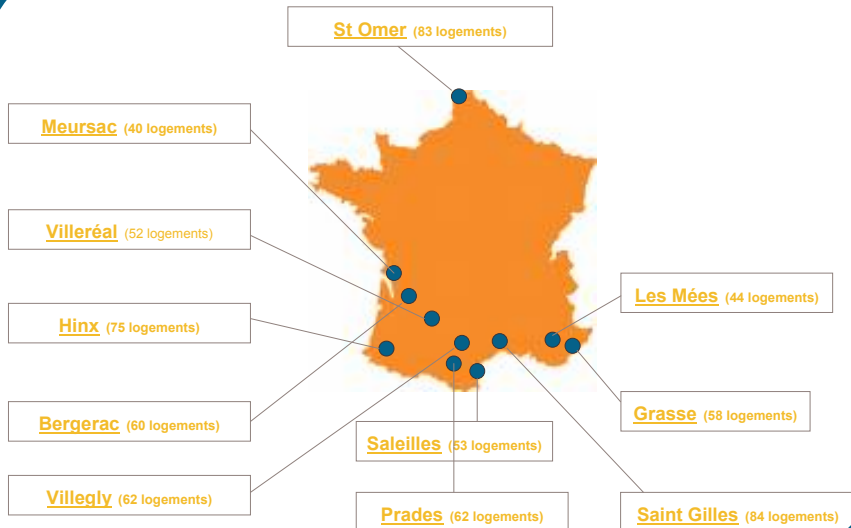 St Omer (83 logements)
Meursac (40 logements)
Villeréal (52 logements)
Hinx (75 logements)
Les Mées (44 logements)
Bergerac (60 logements)
Grasse (58 logements)
Saleilles (53 logements)
Villegly (62 logements)
Prades (62 logements)
Saint Gilles (84 logements)